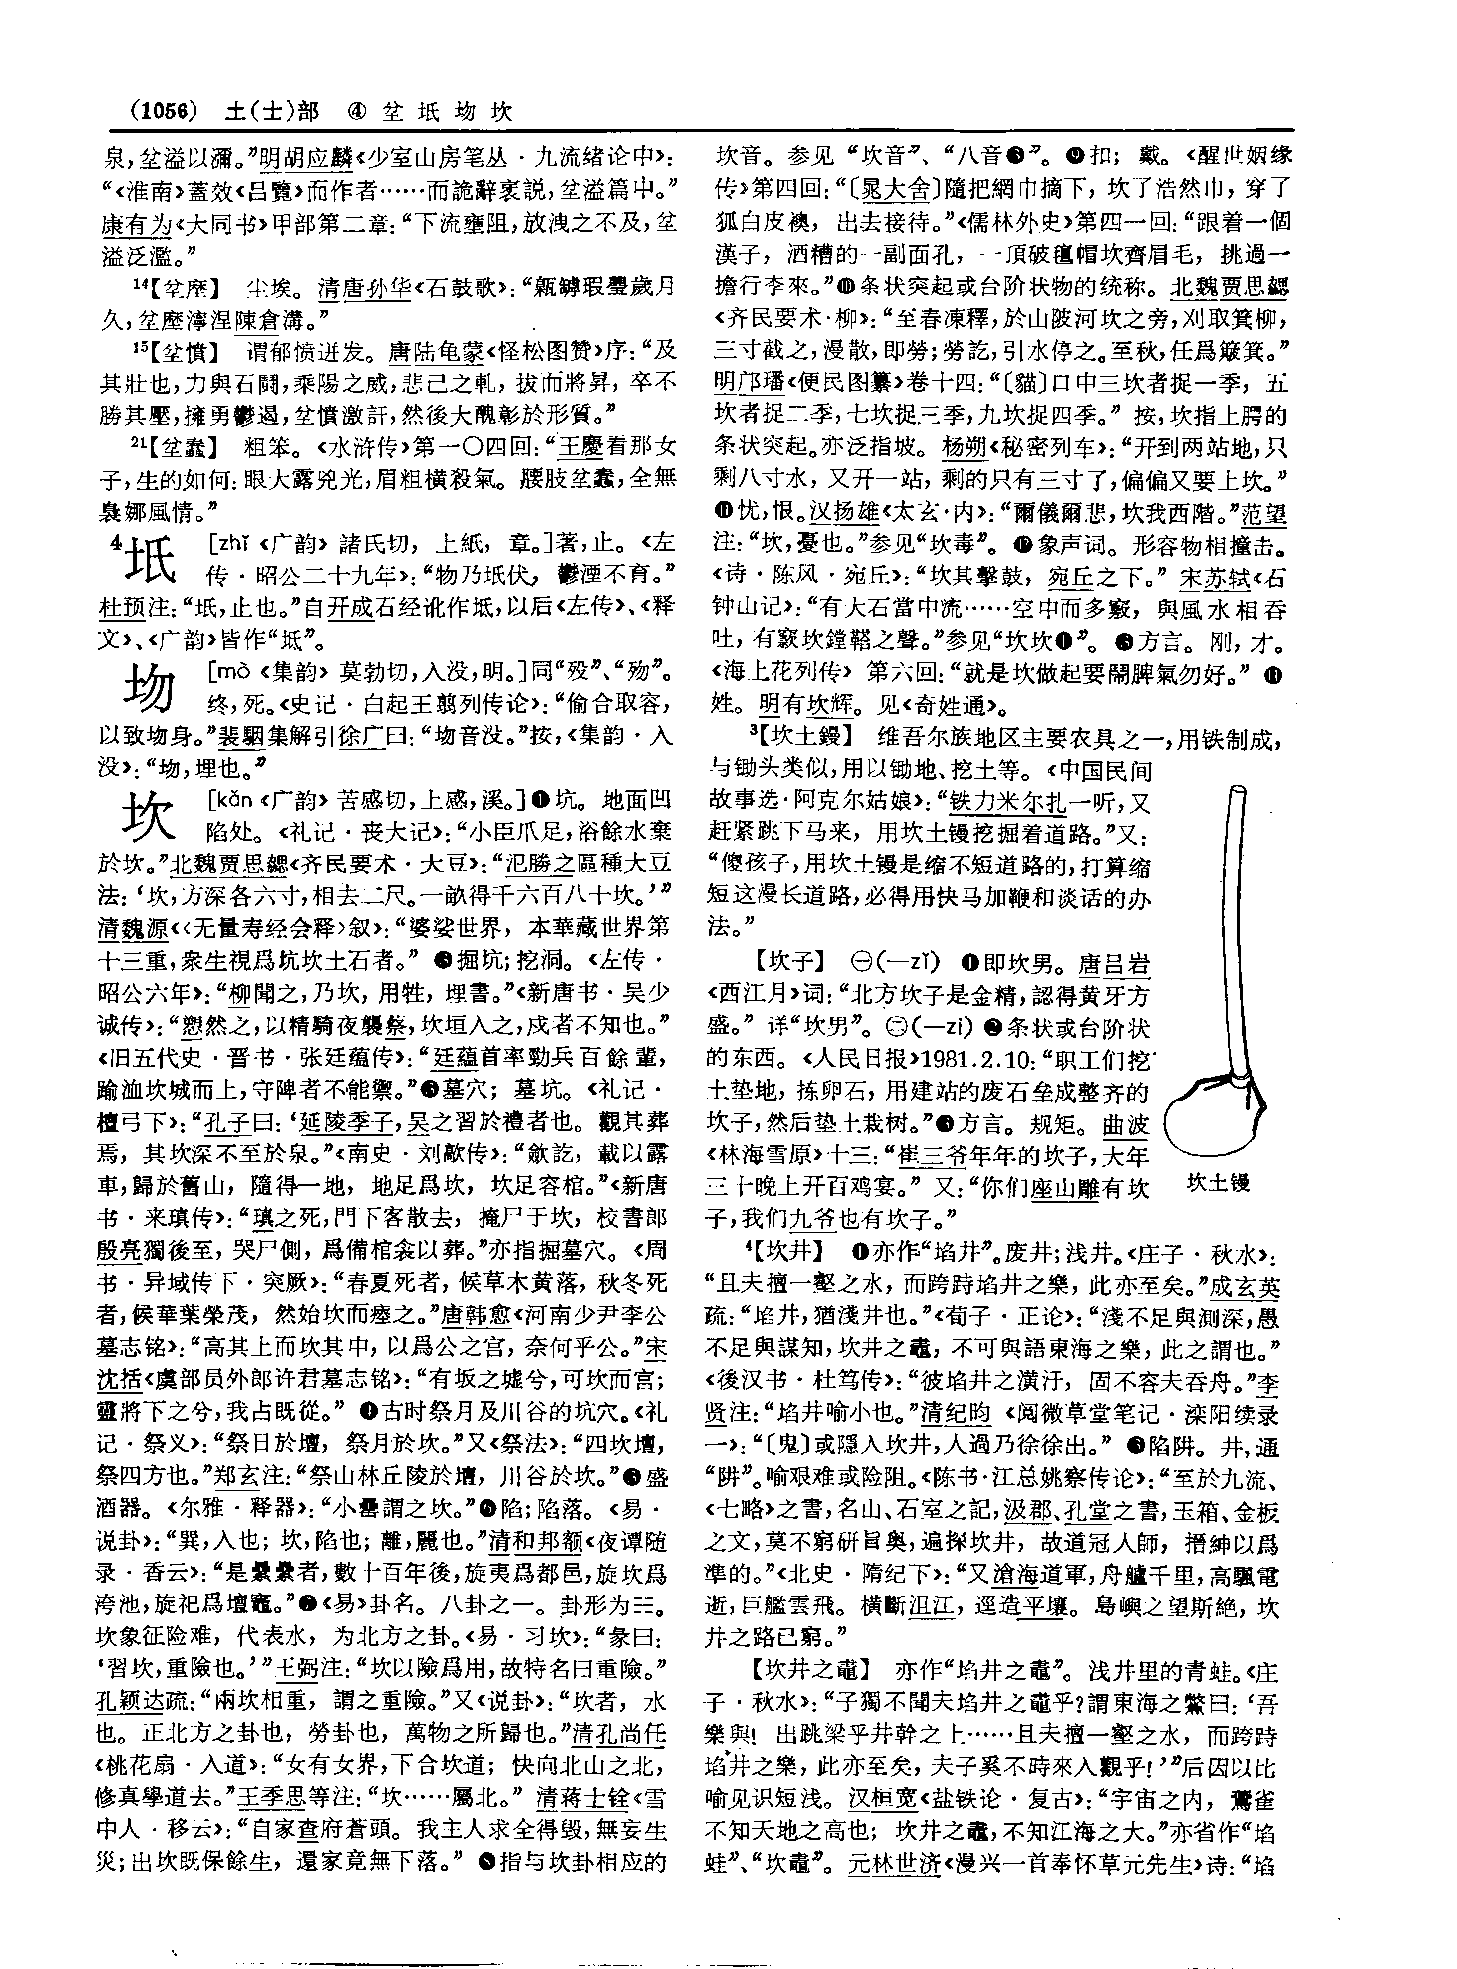 (1056) 土(士)部 ④ 坌 坁 坳 坎
泉,坌溢以瀰。”明胡应麟《少室山房笔丛·九流绪论中》:
“《淮南》蓋效《吕覽》而作者……而詭辭衺説,坌溢篇中。”
康有为《大同书》甲部第二章:“下流壅阻,放洩之不及,坌
溢泛濫。”
14【坌塺】 尘埃。清唐孙华《石鼓歌》:“甎罅瑕璺歲月
久,坌塺濘涅陳倉溝。”
15【坌憤】 谓郁愤迸发。唐陆龟蒙《怪松图赞》序:“及
其壯也,力與石鬭,乘陽之威,悲己之軋,拔而將昇,卒不
勝其壓,擁勇鬱遏,坌憤激訐,然後大醜彰於形質。”
21【坌蠢】 粗笨。《水浒传》第一〇四回:“王慶看那女
子,生的如何:眼大露兇光,眉粗横殺氣。腰肢坌蠢,全無
裊娜風情。”
4坁 [zhǐ《广韵》諸氏切,上紙,章。]著,止。《左
传·昭公二十九年》:“物乃坁伏,鬱湮不育。”
杜预注:“坁,止也。”自开成石经讹作坻,以后《左传》、《释
文》、《广韵》皆作“坻”。
坳 [mò《集韵》莫勃切,入没,明。]同“殁”、“歾”。
终,死。《史记·白起王翦列传论》:“偷合取容,
以致坳身。”裴駰集解引徐广曰:“坳音没。”按,《集韵·入
没》:“坳,埋也。”
坎 [kǎn《广韵》苦感切,上感,溪。]❶坑。地面凹
陷处。《礼记·丧大记》:“小臣爪足,浴餘水棄
於坎。”北魏贾思勰《齐民要术·大豆》:“氾勝之區種大豆
法:‘坎,方深各六寸,相去二尺。一畝得千六百八十坎。’”
清魏源《〈无量寿经会释〉叙》:“婆娑世界,本華藏世界第
十三重,衆生視爲坑坎土石者。”❷掘坑;挖洞。《左传·
昭公六年》:“柳聞之,乃坎,用牲,埋書。”《新唐书·吴少
诚传》:“愬然之,以精騎夜襲蔡,坎垣入之,戍者不知也。”
《旧五代史·晋书·张廷蕴传》:“廷蕴首率勁兵百餘輩,
踰洫坎城而上,守陴者不能禦。”❸墓穴;墓坑。《礼记·
檀弓下》:“孔子曰:‘延陵季子,吴之習於禮者也。觀其葬
焉,其坎深不至於泉。”《南史·刘歊传》:“斂訖,載以露
車,歸於舊山,隨得一地,地足爲坎,坎足容棺。”《新唐
书·来瑱传》:“瑱之死,門下客散去,掩尸于坎,校書郎
殷亮獨後至,哭尸側,爲備棺衾以葬。”亦指掘墓穴。《周
书·异域传下·突厥》:“春夏死者,候草木黄落,秋冬死
者,候華葉榮茂,然始坎而瘞之。”唐韩愈《河南少尹李公
墓志铭》:“高其上而坎其中,以爲公之宫,奈何乎公。”宋
沈括《虞部员外郎许君墓志铭》:“有坂之墟兮,可坎而宫;
靈將下之兮,我占既從。”❹古时祭月及川谷的坑穴。《礼
记·祭义》:“祭日於壇,祭月於坎。”又《祭法》:“四坎壇,
祭四方也。”郑玄注:“祭山林丘陵於壇,川谷於坎。”❺盛
酒器。《尔雅·释器》:“小罍謂之坎。”❻陷;陷落。《易·
说卦》:“巽,入也;坎,陷也;離,麗也。”清和邦额《夜谭随
录·香云》:“是纍纍者,數十百年後,旋夷爲都邑,旋坎爲
洿池,旋祀爲壇竈。”❼《易》卦名。八卦之一。卦形为☵。
坎象征险难,代表水,为北方之卦。《易·习坎》:“彖曰:
‘習坎,重險也。’”王弼注:“坎以險爲用,故特名曰重險。”
孔颖达疏:“兩坎相重,謂之重險。”又《说卦》:“坎者,水
也。正北方之卦也,勞卦也,萬物之所歸也。”清孔尚任
《桃花扇·入道》:“女有女界,下合坎道;快向北山之北,
修真學道去。”王季思等注:“坎……屬北。”清蒋士铨《雪
中人·移云》:“自家查府蒼頭。我主人求全得毁,無妄生
災;出坎既保餘生,還家竟無下落。”❽指与坎卦相应的
坎音。参见“坎音”、“八音❸”。❾扣;戴。《醒世姻缘
传》第四回:“〔晁大舍〕隨把網巾摘下,坎了浩然巾,穿了
狐白皮襖,出去接待。”《儒林外史》第四一回:“跟着一個
漢子,酒糟的一副面孔,一頂破氊帽坎齊眉毛,挑過一
擔行李來。”❿条状突起或台阶状物的统称。北魏贾思勰
《齐民要术·柳》:“至春凍釋,於山陂河坎之旁,刈取箕柳,
三寸截之,漫散,即勞;勞訖,引水停之。至秋,任爲簸箕。”
明邝璠《便民图纂》卷十四:“〔貓〕口中三坎者捉一季,五
坎者捉二季,七坎捉三季,九坎捉四季。”按,坎指上腭的
条状突起。亦泛指坡。杨朔《秘密列车》:“开到两站地,只
剩八寸水,又开一站,剩的只有三寸了,偏偏又要上坎。”
⓫忧,恨。汉扬雄《太玄·内》:“爾儀爾悲,坎我西階。”范望
注:“坎,憂也。”参见“坎毒”。⓬象声词。形容物相撞击。
《诗·陈风·宛丘》:“坎其擊鼓,宛丘之下。”宋苏轼《石
钟山记》:“有大石當中流……空中而多竅,與風水相吞
吐,有窾坎鏜鞳之聲。”参见“坎坎❶”。⓭方言。刚,才。
《海上花列传》第六回:“就是坎做起要鬧脾氣勿好。”⓮
姓。明有坎辉。见《奇姓通》。
3【坎土鏝】 维吾尔族地区主要农具之一,用铁制成,
与锄头类似,用以锄地、挖土等。《中国民间
故事选·阿克尔姑娘》:“铁力米尔扎一听,又
赶紧跳下马来,用坎土镘挖掘着道路。”又:
“傻孩子,用坎土镘是缩不短道路的,打算缩
短这漫长道路,必得用快马加鞭和谈话的办
法。”
【坎子】 ㊀(—zǐ) ❶即坎男。唐吕岩
《西江月》词:“北方坎子是金精,認得黄牙方
盛。”详“坎男”。㊁(—zi) ❷条状或台阶状
的东西。《人民日报》1981.2.10:“职工们挖
土垫地,拣卵石,用建站的废石垒成整齐的
坎子,然后垫土栽树。”❸方言。规矩。曲波
《林海雪原》十三:“崔三爷年年的坎子,大年
三十晚上开百鸡宴。”又:“你们座山雕有坎
子,我们九爷也有坎子。”
坎土镘
4【坎井】 ❶亦作“埳井”。废井;浅井。《庄子·秋水》:
“且夫擅一壑之水,而跨跱埳井之樂,此亦至矣。”成玄英
疏:“埳井,猶淺井也。”《荀子·正论》:“淺不足與測深,愚
不足與謀知,坎井之鼃,不可與語東海之樂,此之謂也。”
《後汉书·杜笃传》:“彼埳井之潢汙,固不容夫吞舟。”李
贤注:“埳井喻小也。”清纪昀《阅微草堂笔记·滦阳续录
一》:“〔鬼〕或隱入坎井,人過乃徐徐出。”❷陷阱。井,通
“阱”。喻艰难或险阻。《陈书·江总姚察传论》:“至於九流、
《七略》之書,名山、石室之記,汲郡、孔堂之書,玉箱、金板
之文,莫不窮研旨奥,遍探坎井,故道冠人師,搢紳以爲
準的。”《北史·隋纪下》:“又滄海道軍,舟艫千里,高颿電
逝,巨艦雲飛。横斷沮江,逕造平壤。島嶼之望斯絶,坎
井之路已窮。”
【坎井之鼃】 亦作“埳井之鼃”。浅井里的青蛙。《庄
子·秋水》:“子獨不聞夫埳井之鼃乎?謂東海之鱉曰:‘吾
樂與!出跳梁乎井幹之上……且夫擅一壑之水,而跨跱
埳井之樂,此亦至矣,夫子奚不時來入觀乎!’”后因以比
喻见识短浅。汉桓宽《盐铁论·复古》:“宇宙之内,鷰雀
不知天地之高也;坎井之鼃,不知江海之大。”亦省作“埳
蛙”、“坎鼃”。元林世济《漫兴一首奉怀草元先生》诗:“埳